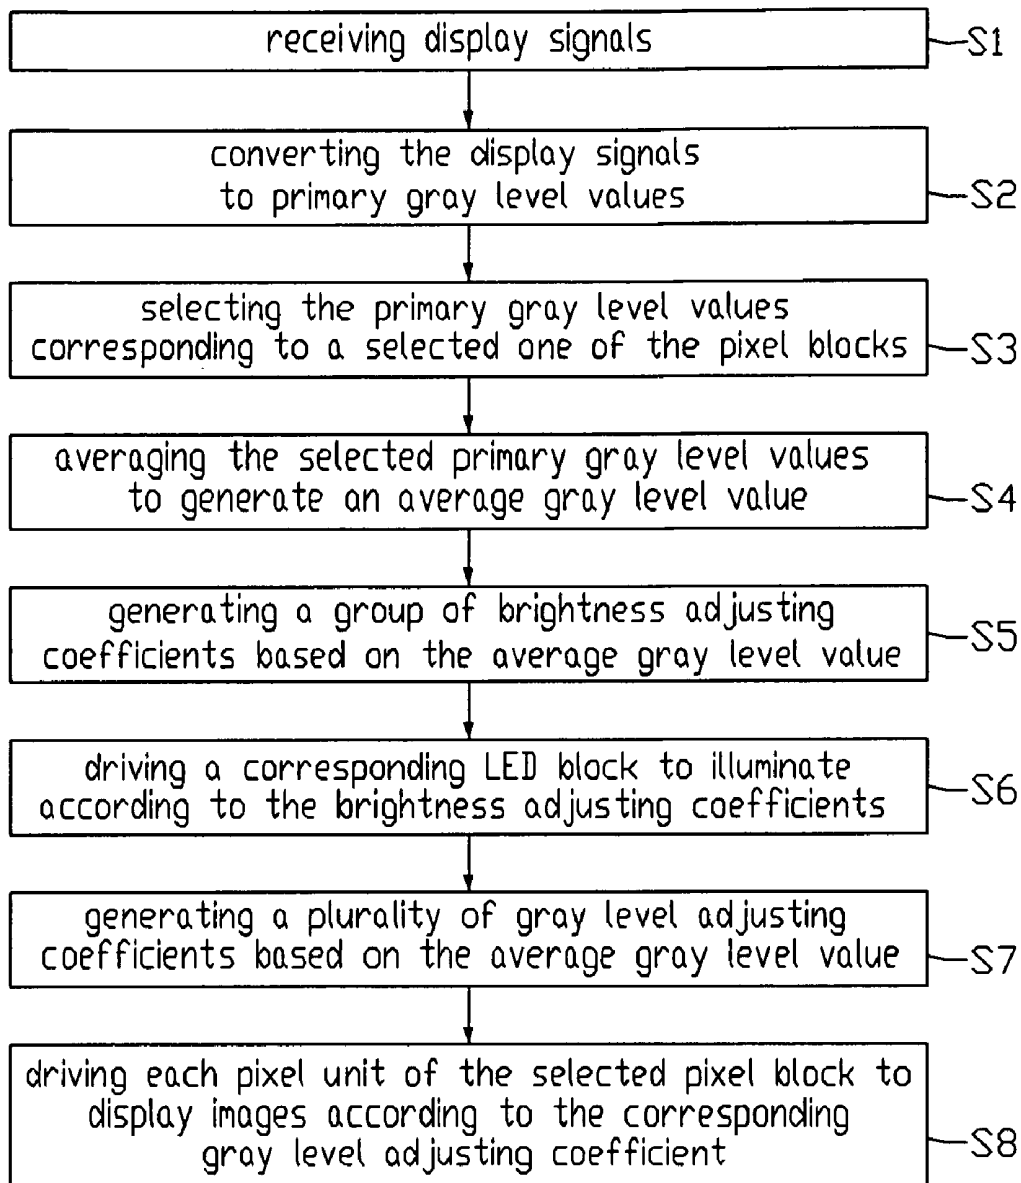 receiving display signals
S1
converting the display signals
to primary gray level values
S2
selecting the primary gray level values
corresponding to a selected one of the pixel blocks
S3
averaging the selected primary gray level values
to generate an average gray level value
S4
generating a group of brightness adjusting
coefficients based on the average gray level value
S5
driving a corresponding LED block to illuminate
according to the brightness adjusting coefficients
S6
generating a plurality of gray level adjusting
coefficients based on the average gray level value
S7
driving each pixel unit of the selected pixel block to
display images according to the corresponding
gray level adjusting coefficient
S8